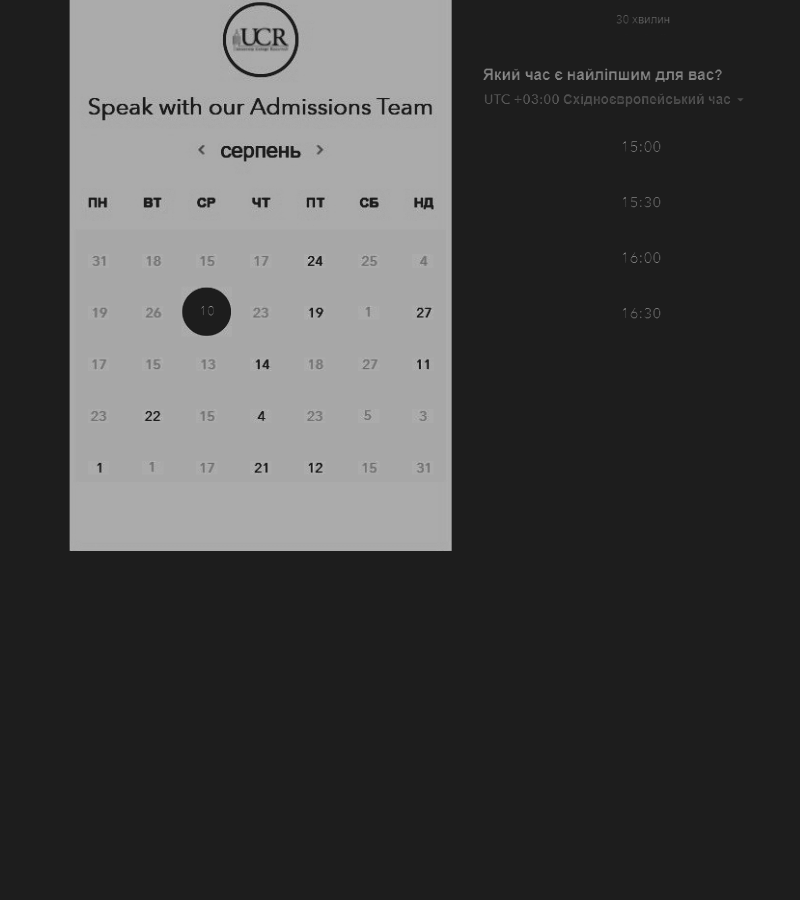 UCR
Speak with our Admissions Team
< серпень >
ПН ВТ СР ЧТ ПТ СБ НД
31 18 15 17 24 25 4
19 26 10 23 19 1 27
17 15 13 14 18 27 11
23 22 15 4 23 5 3
1 1 17 21 12 15 31
30 хвилин
Який час є найліпшим для вас?
UTC +03:00 Східноєвропейський час
15:00
15:30
16:00
16:30